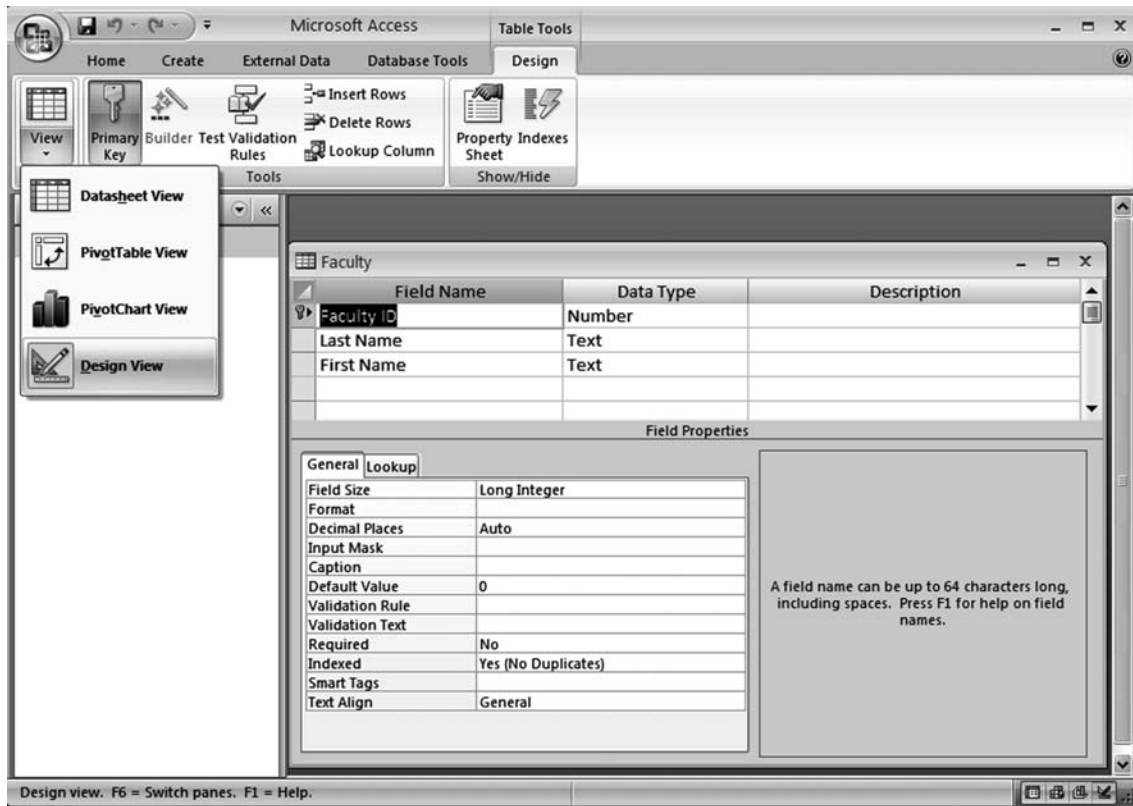 Microsoft Access
Table Tools
Home Create External Data Database Tools Design
View
Primary Key
Builder
Test Validation Rules
Insert Rows
Delete Rows
Lookup Column
Property Sheet
Indexes
Tools
Show/Hide
Datasheet View
PivotTable View
PivotChart View
Design View
Faculty
Field Name Data Type Description
Faculty ID Number
Last Name Text
First Name Text
Field Properties
General Lookup
Field Size Long Integer
Format
Decimal Places Auto
Input Mask
Caption
Default Value 0
Validation Rule
Validation Text
Required No
Indexed Yes (No Duplicates)
Smart Tags
Text Align General
A field name can be up to 64 characters long,
including spaces. Press F1 for help on field
names.
Design view. F6 = Switch panes. F1 = Help.